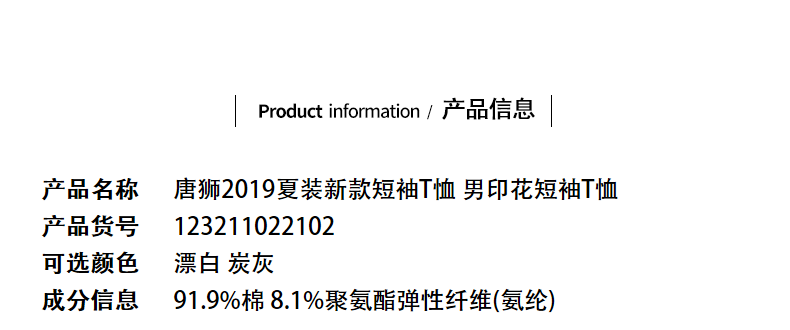 Product information / 产品信息
产品名称 唐狮2019夏装新款短袖T恤 男印花短袖T恤
产品货号 123211022102
可选颜色 漂白 炭灰
成分信息 91.9%棉 8.1%聚氨酯弹性纤维(氨纶)